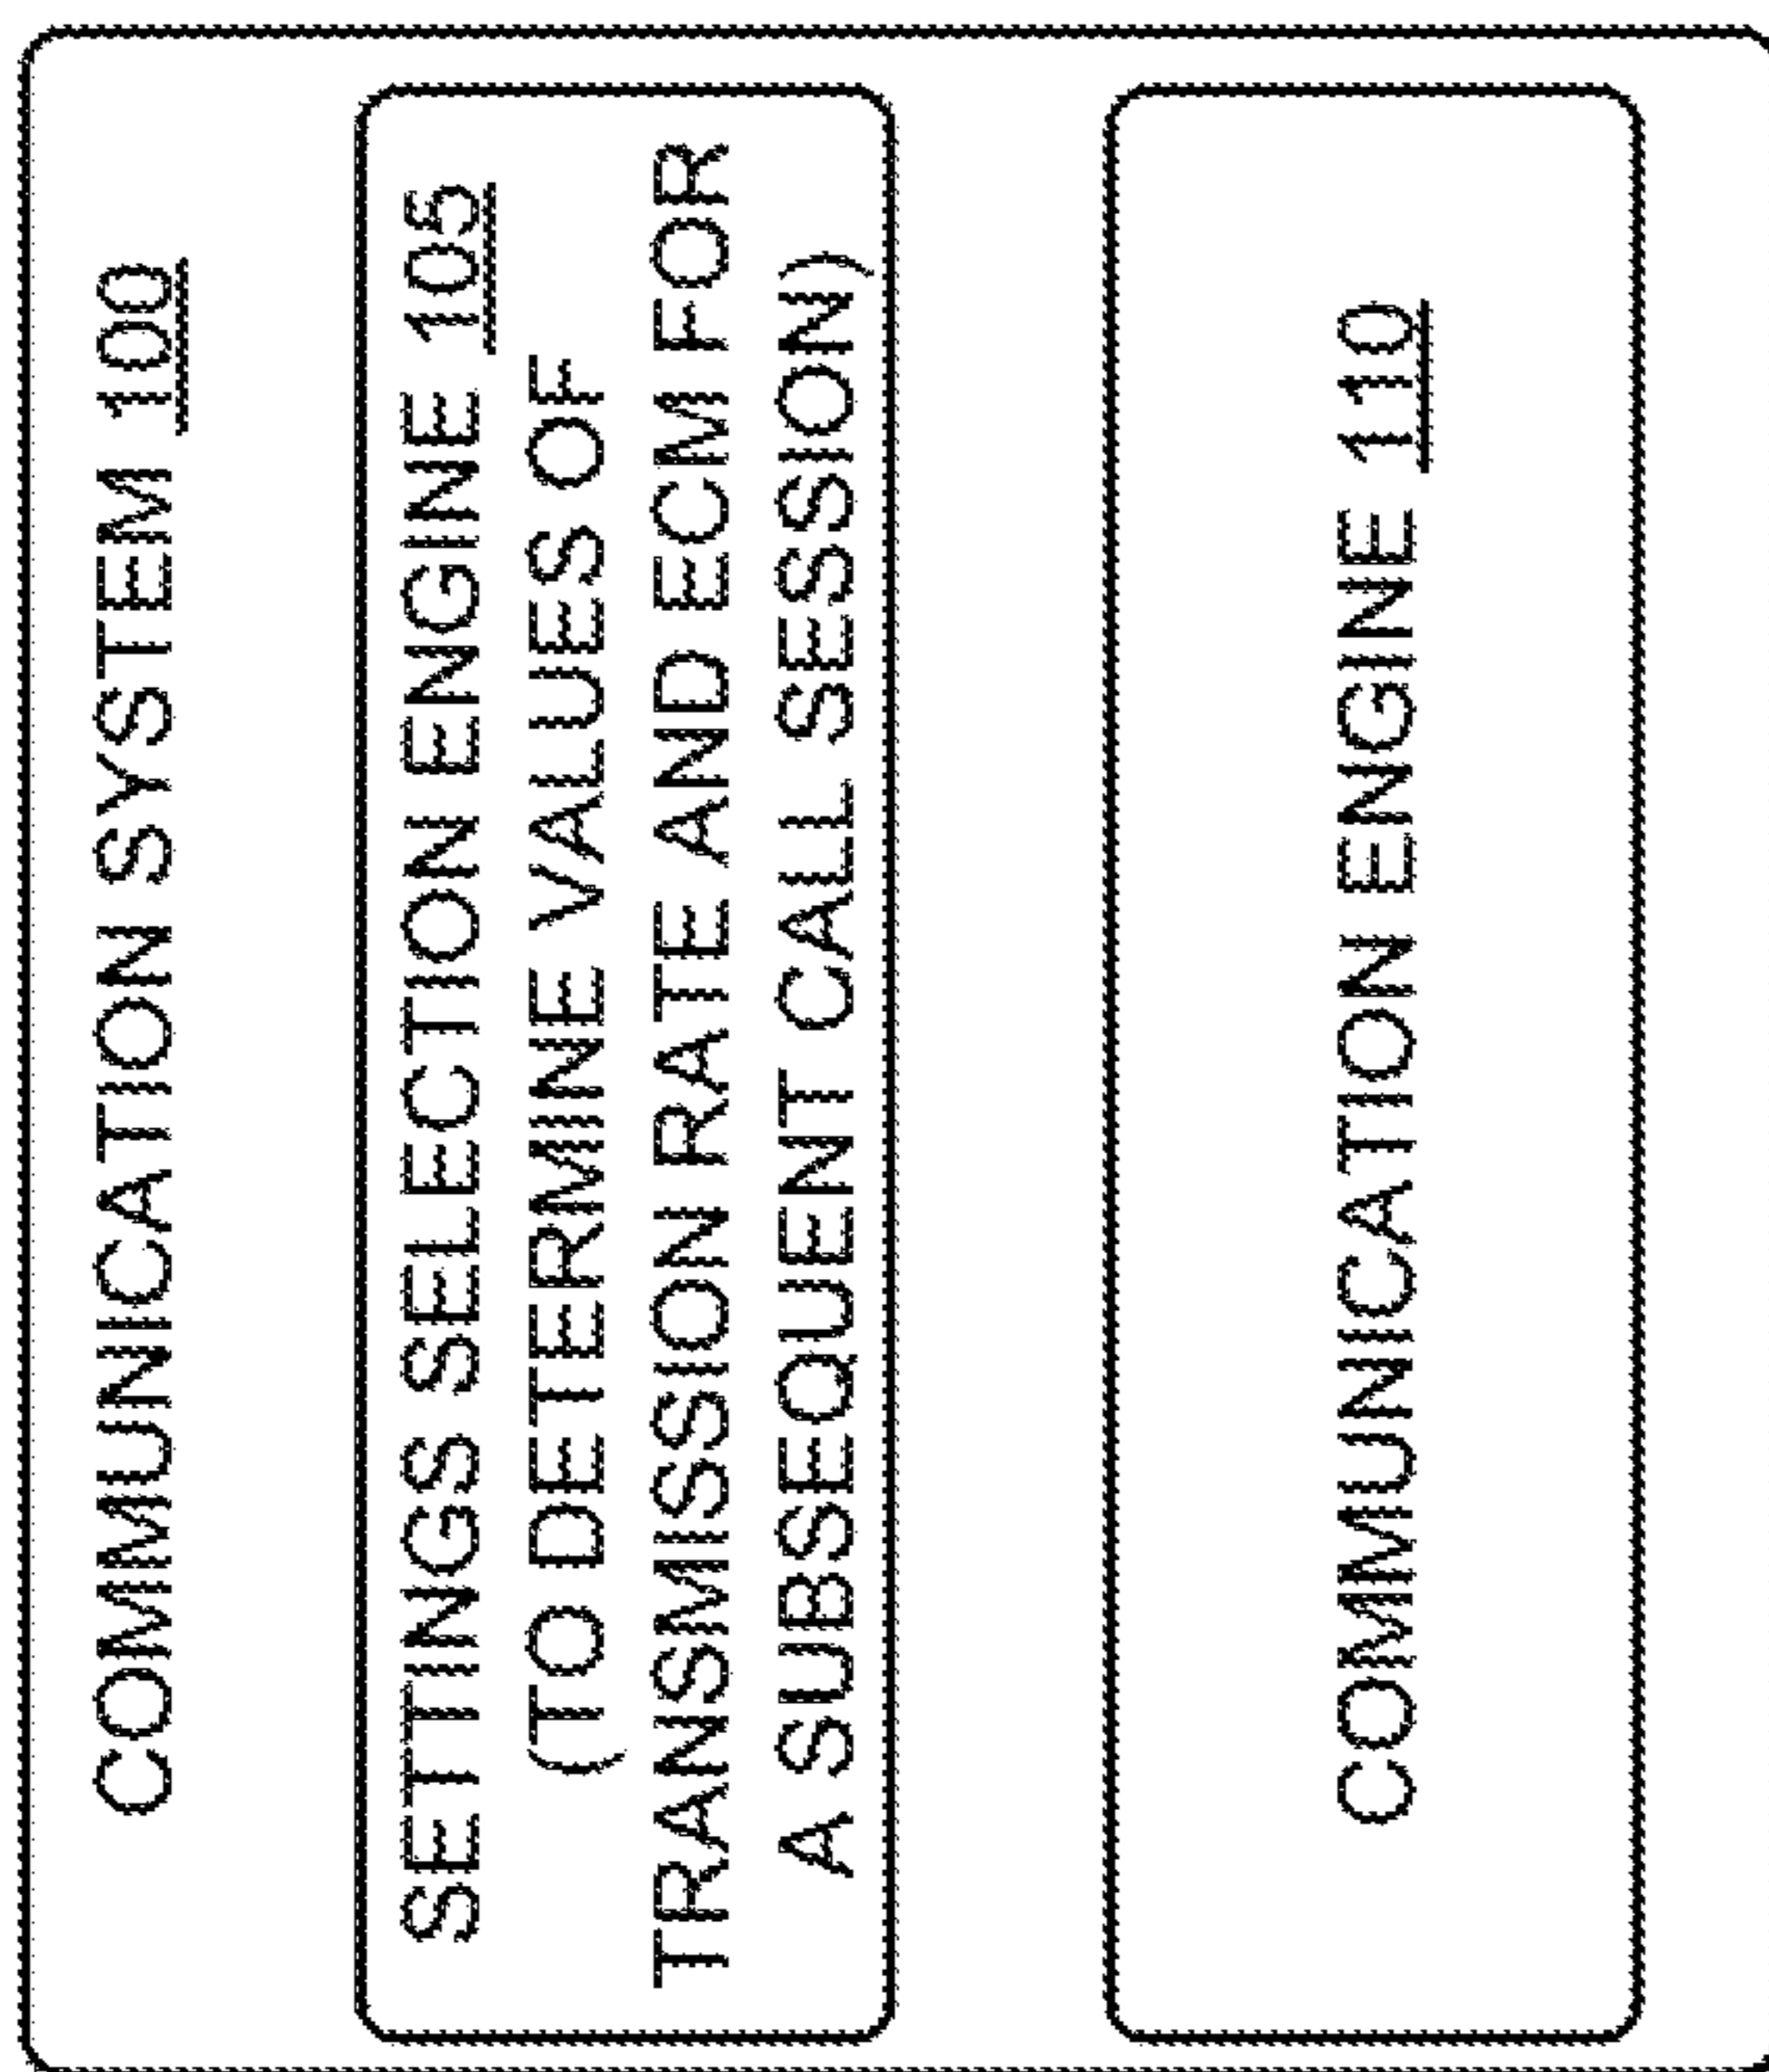 COMMUNICATION SYSTEM 100
SETTINGS SELECTION ENGINE 105
(TO DETERMINE VALUES OF
TRANSMISSION RATE AND ECM FOR
A SUBSEQUENT CALL SESSION)
COMMUNICATION ENGINE 110